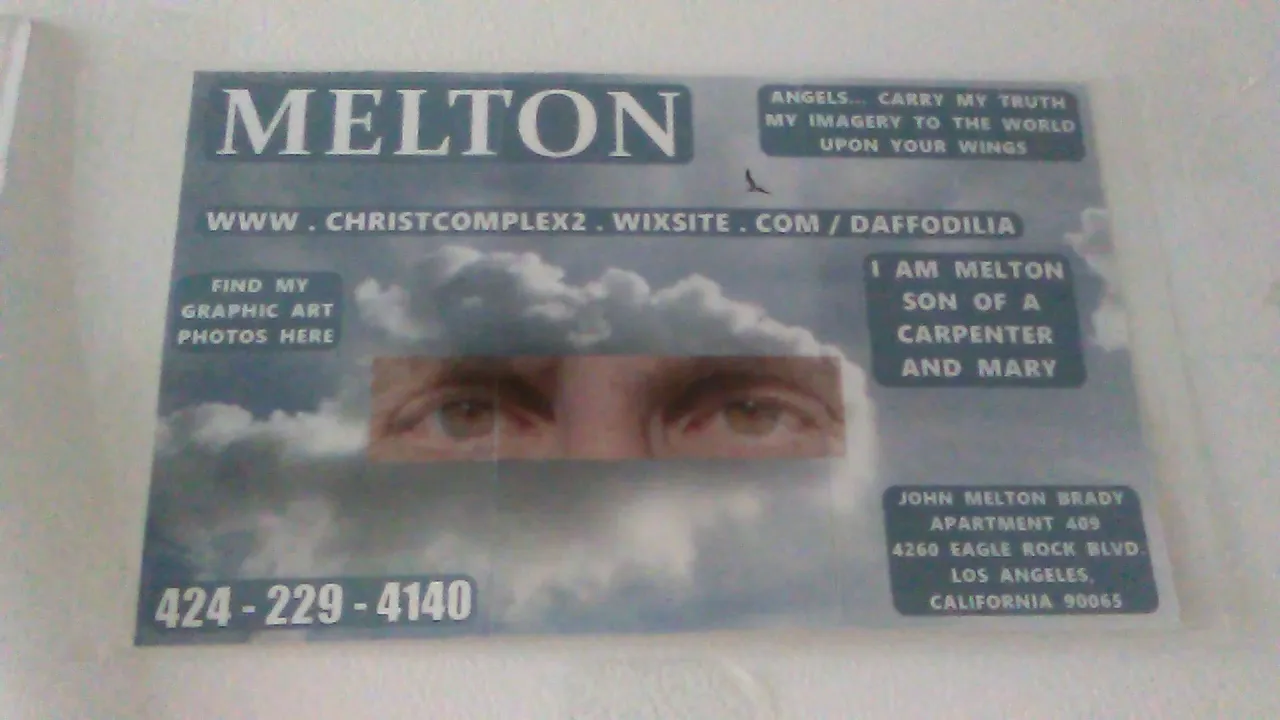 MELTON
ANGELS... CARRY MY TRUTH
MY IMAGERY TO THE WORLD
UPON YOUR WINGS
WWW . CHRISTCOMPLEX2 . WIXSITE . COM / DAFFODILIA
FIND MY
GRAPHIC ART
PHOTOS HERE
I AM MELTON
SON OF A
CARPENTER
AND MARY
JOHN MELTON BRADY
APARTMENT 409
4260 EAGLE ROCK BLVD.
LOS ANGELES,
CALIFORNIA 90065
424 - 229 - 4140